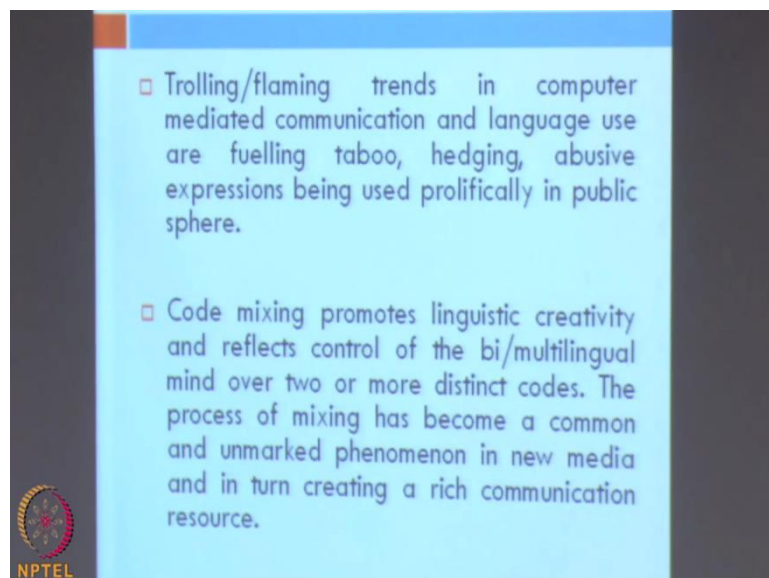 Trolling/flaming trends in computer
mediated communication and language use
are fuelling taboo, hedging, abusive
expressions being used prolifically in public
sphere.
Code mixing promotes linguistic creativity
and reflects control of the bi/multilingual
mind over two or more distinct codes. The
process of mixing has become a common
and unmarked phenomenon in new media
and in turn creating a rich communication
resource.
NPTEL